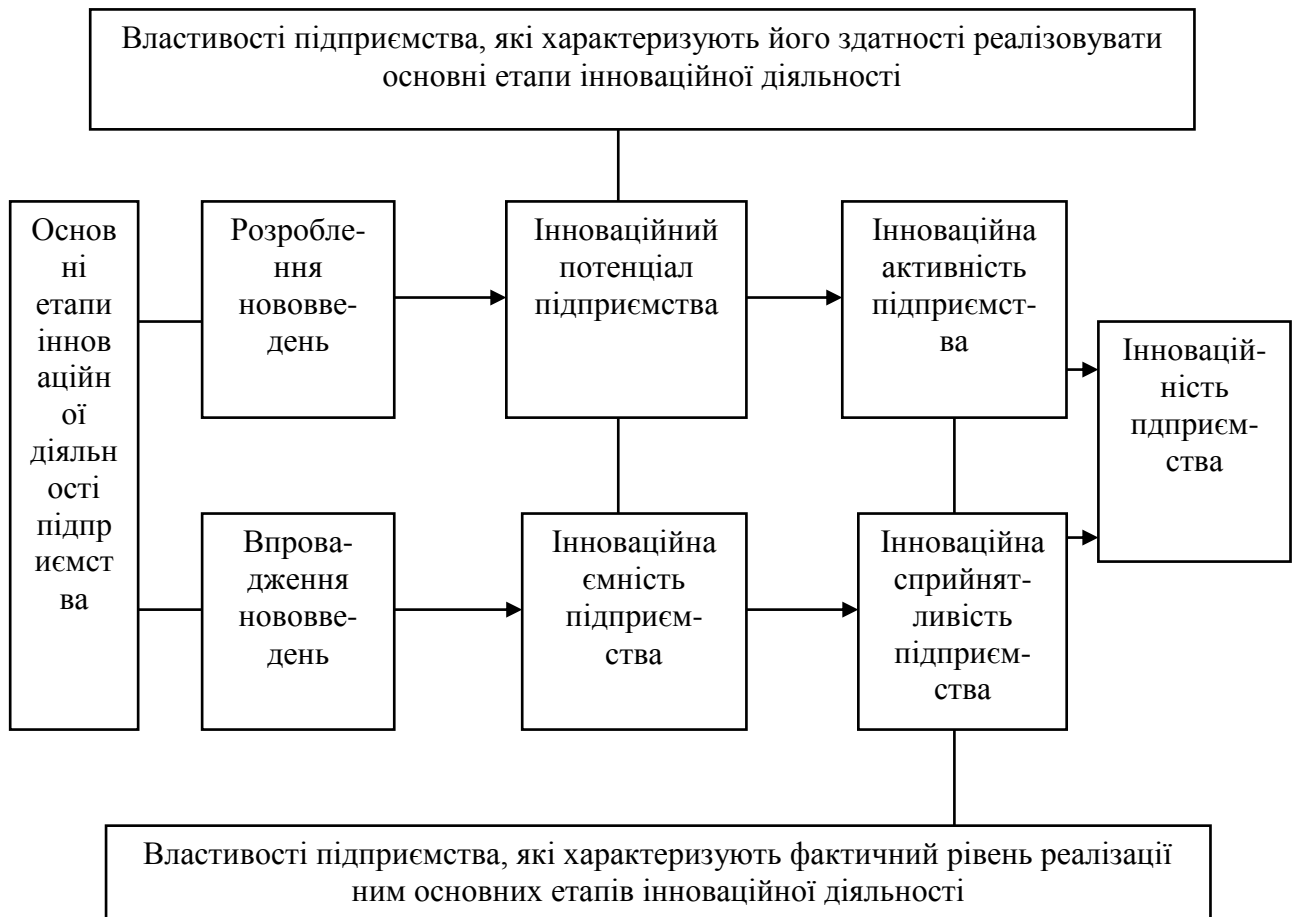 Властивості підприємства, які характеризують його здатності реалізовувати
основні етапи інноваційної діяльності
Основ
ні
етапи
іннов
аційн
ої
діяльн
ості
підпр
иємст
ва
Розробле-
ння
нововве-
день
Інноваційний
потенціал
підприємства
Інноваційна
активність
підприємст-
ва
Інновацій-
ність
пдприєм-
ства
Впрова-
дження
нововве-
день
Інноваційна
ємність
підприєм-
ства
Інноваційна
сприйнят-
ливість
підприєм-
ства
Властивості підприємства, які характеризують фактичний рівень реалізації
ним основних етапів інноваційної діяльності